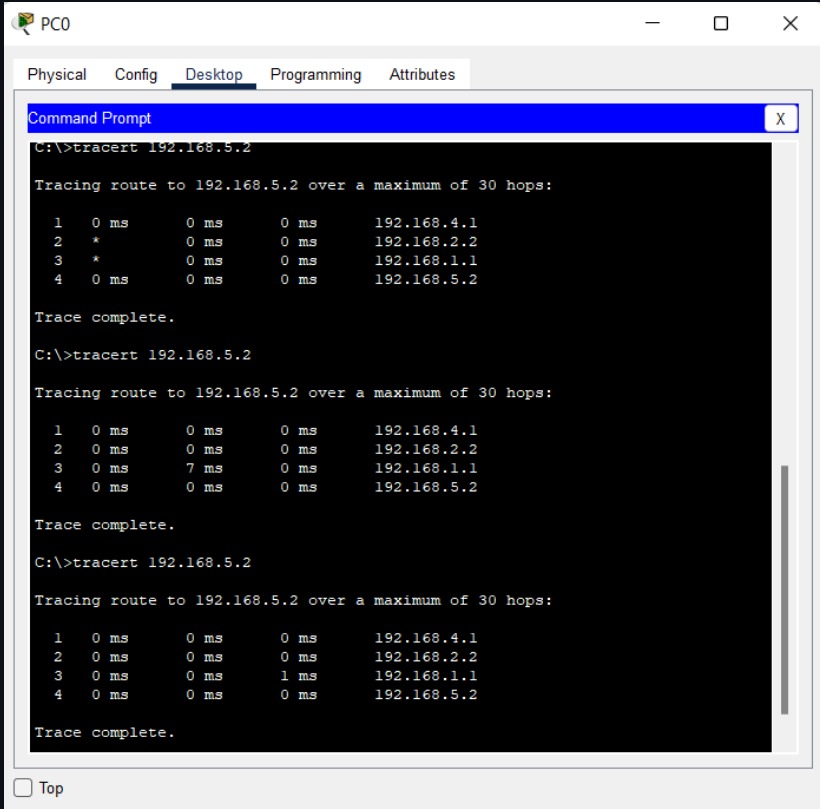 PC0
Physical Config Desktop Programming Attributes
Command Prompt X
C:\>tracert 192.168.5.2
Tracing route to 192.168.5.2 over a maximum of 30 hops:
1 0 ms 0 ms 0 ms 192.168.4.1
2 * 0 ms 0 ms 192.168.2.2
3 * 0 ms 0 ms 192.168.1.1
4 0 ms 0 ms 0 ms 192.168.5.2
Trace complete.
C:\>tracert 192.168.5.2
Tracing route to 192.168.5.2 over a maximum of 30 hops:
1 0 ms 0 ms 0 ms 192.168.4.1
2 0 ms 0 ms 0 ms 192.168.2.2
3 0 ms 7 ms 0 ms 192.168.1.1
4 0 ms 0 ms 0 ms 192.168.5.2
Trace complete.
C:\>tracert 192.168.5.2
Tracing route to 192.168.5.2 over a maximum of 30 hops:
1 0 ms 0 ms 0 ms 192.168.4.1
2 0 ms 0 ms 0 ms 192.168.2.2
3 0 ms 0 ms 1 ms 192.168.1.1
4 0 ms 0 ms 0 ms 192.168.5.2
Trace complete.
Top